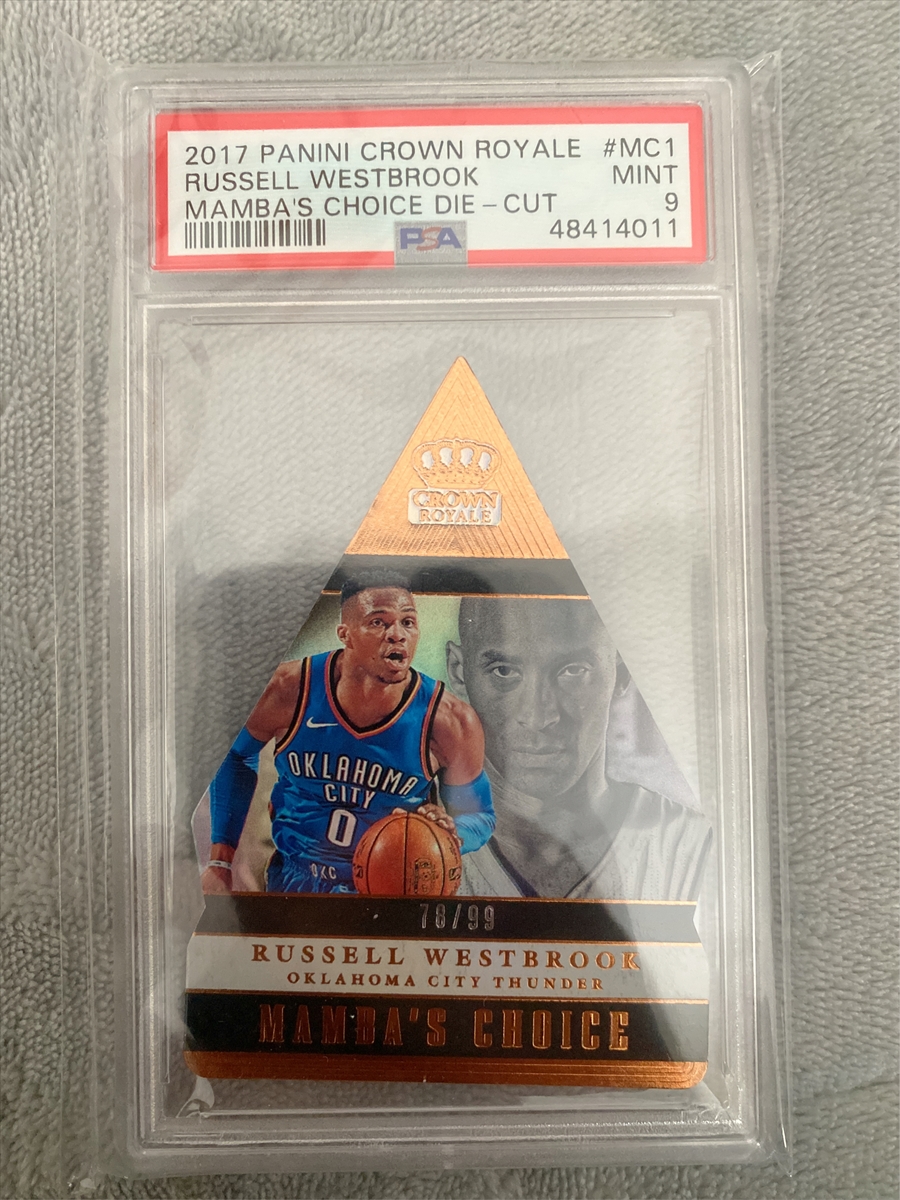 2017 PANINI CROWN ROYALE #MC1
RUSSELL WESTBROOK MINT
MAMBA'S CHOICE DIE-CUT 9
PSA 48414011
CROWN
ROYALE
OKLAHOMA
CITY
0
OKC
78/99
RUSSELL WESTBROOK
OKLAHOMA CITY THUNDER
MAMBA'S CHOICE